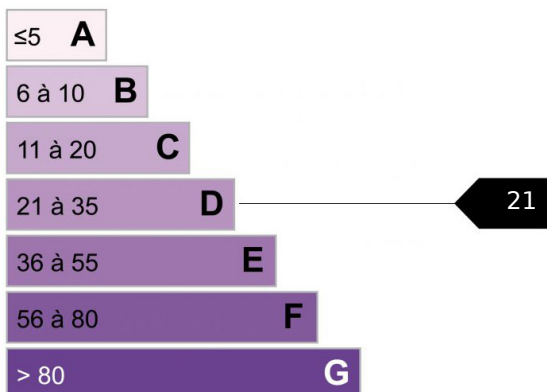 ≤5 A
6 à 10 B
11 à 20 C
21 à 35 D 21
36 à 55 E
56 à 80 F
> 80 G